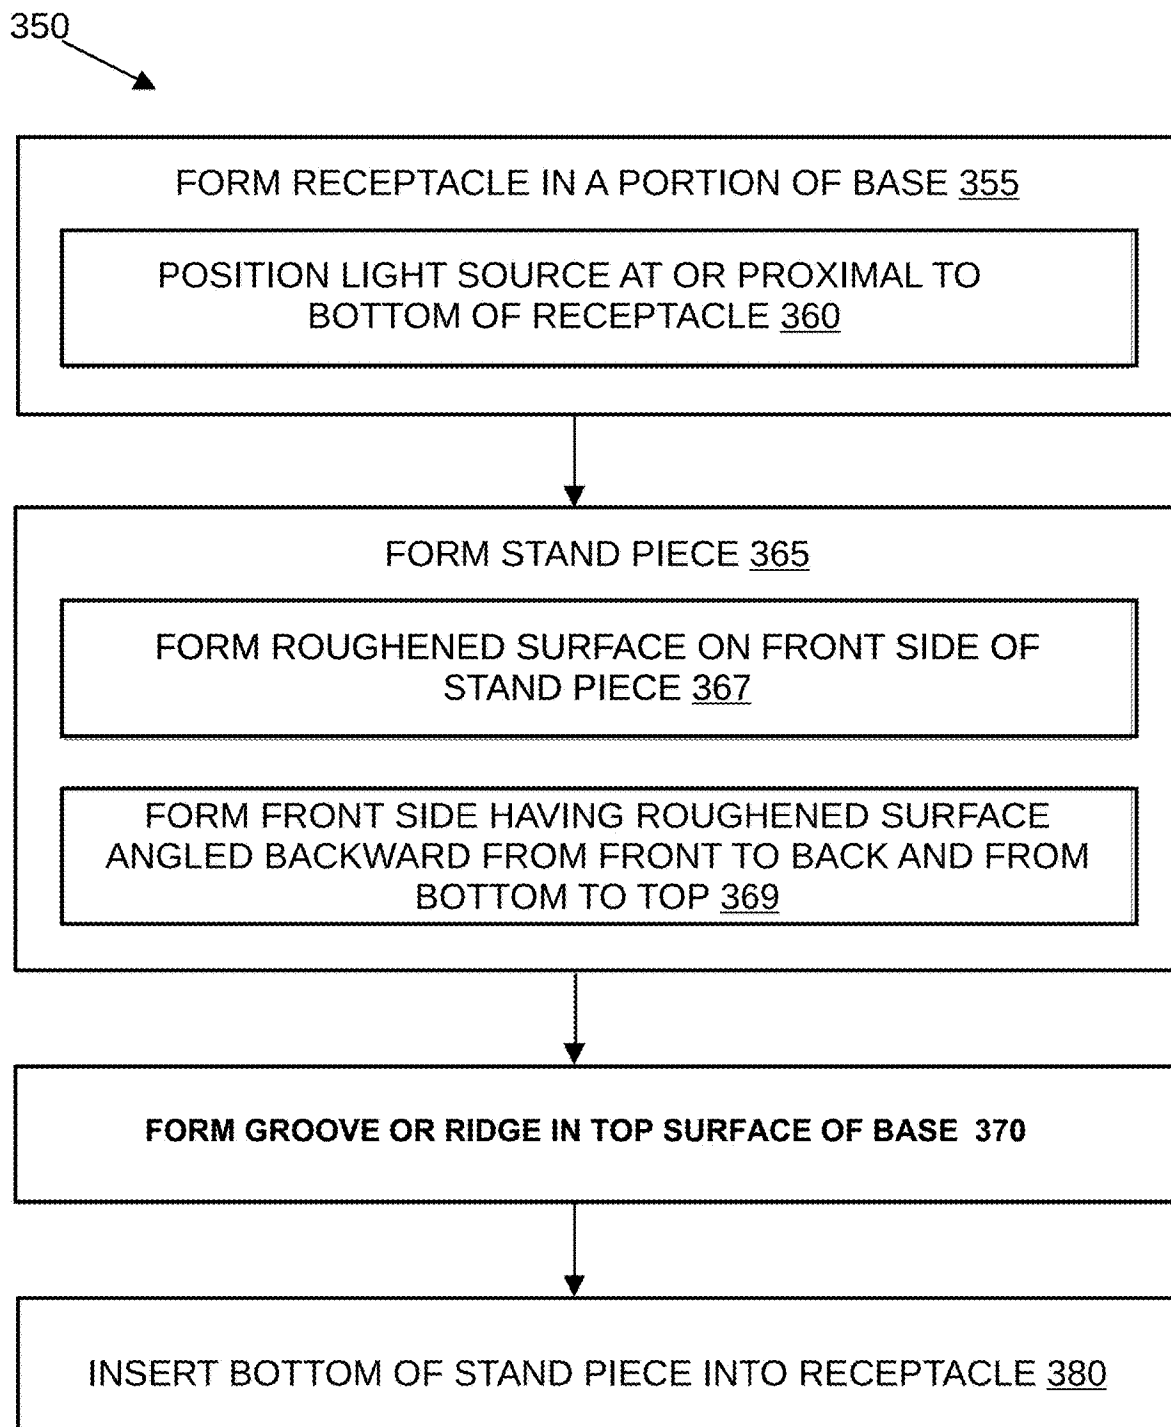 350
FORM RECEPTACLE IN A PORTION OF BASE 355
POSITION LIGHT SOURCE AT OR PROXIMAL TO
BOTTOM OF RECEPTACLE 360
FORM STAND PIECE 365
FORM ROUGHENED SURFACE ON FRONT SIDE OF
STAND PIECE 367
FORM FRONT SIDE HAVING ROUGHENED SURFACE
ANGLED BACKWARD FROM FRONT TO BACK AND FROM
BOTTOM TO TOP 369
FORM GROOVE OR RIDGE IN TOP SURFACE OF BASE 370
INSERT BOTTOM OF STAND PIECE INTO RECEPTACLE 380